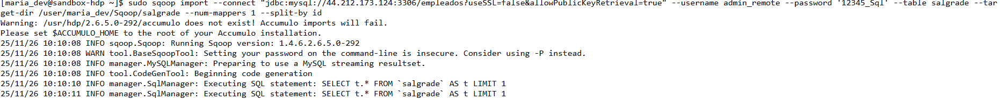 [maria_dev@sandbox-hdp ~]$ sudo sqoop import --connect "jdbc:mysql://44.212.173.124:3306/empleados?useSSL=false&allowPublicKeyRetrieval=true" --username admin_remote --password '12345_Sql' --table salgrade --tar
get-dir /user/maria_dev/Sqoop/salgrade --num-mappers 1 --split-by id
Warning: /usr/hdp/2.6.5.0-292/accumulo does not exist! Accumulo imports will fail.
Please set $ACCUMULO_HOME to the root of your Accumulo installation.
25/11/26 10:10:08 INFO sqoop.Sqoop: Running Sqoop version: 1.4.6.2.6.5.0-292
25/11/26 10:10:08 WARN tool.BaseSqoopTool: Setting your password on the command-line is insecure. Consider using -P instead.
25/11/26 10:10:08 INFO manager.MySQLManager: Preparing to use a MySQL streaming resultset.
25/11/26 10:10:08 INFO tool.CodeGenTool: Beginning code generation
25/11/26 10:10:10 INFO manager.SqlManager: Executing SQL statement: SELECT t.* FROM `salgrade` AS t LIMIT 1
25/11/26 10:10:11 INFO manager.SqlManager: Executing SQL statement: SELECT t.* FROM `salgrade` AS t LIMIT 1